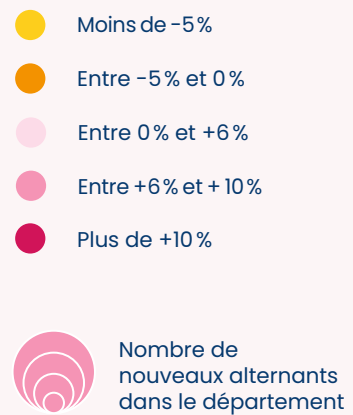 Moins de -5%
Entre -5% et 0%
Entre 0% et +6%
Entre +6% et +10%
Plus de +10%
Nombre de
nouveaux alternants
dans le département